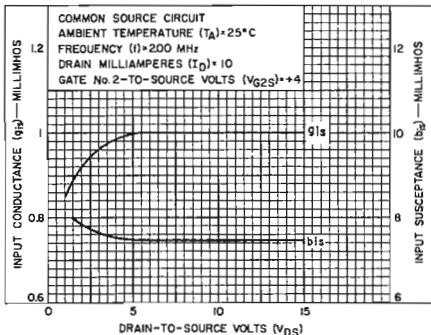 COMMON SOURCE CIRCUIT
AMBIENT TEMPERATURE (TA)=25°C
FREQUENCY (f)=200 MHz
DRAIN MILLIAMPERES (ID)=10
GATE No.2-TO-SOURCE VOLTS (VG2S)=+4
INPUT CONDUCTANCE (gis)—MILLIMHOS
1.2
1
0.8
0.6
gis
bis
12
10
8
6
INPUT SUSCEPTANCE (bis)—MILLIMHOS
0
5
10
15
DRAIN-TO-SOURCE VOLTS (VDS)